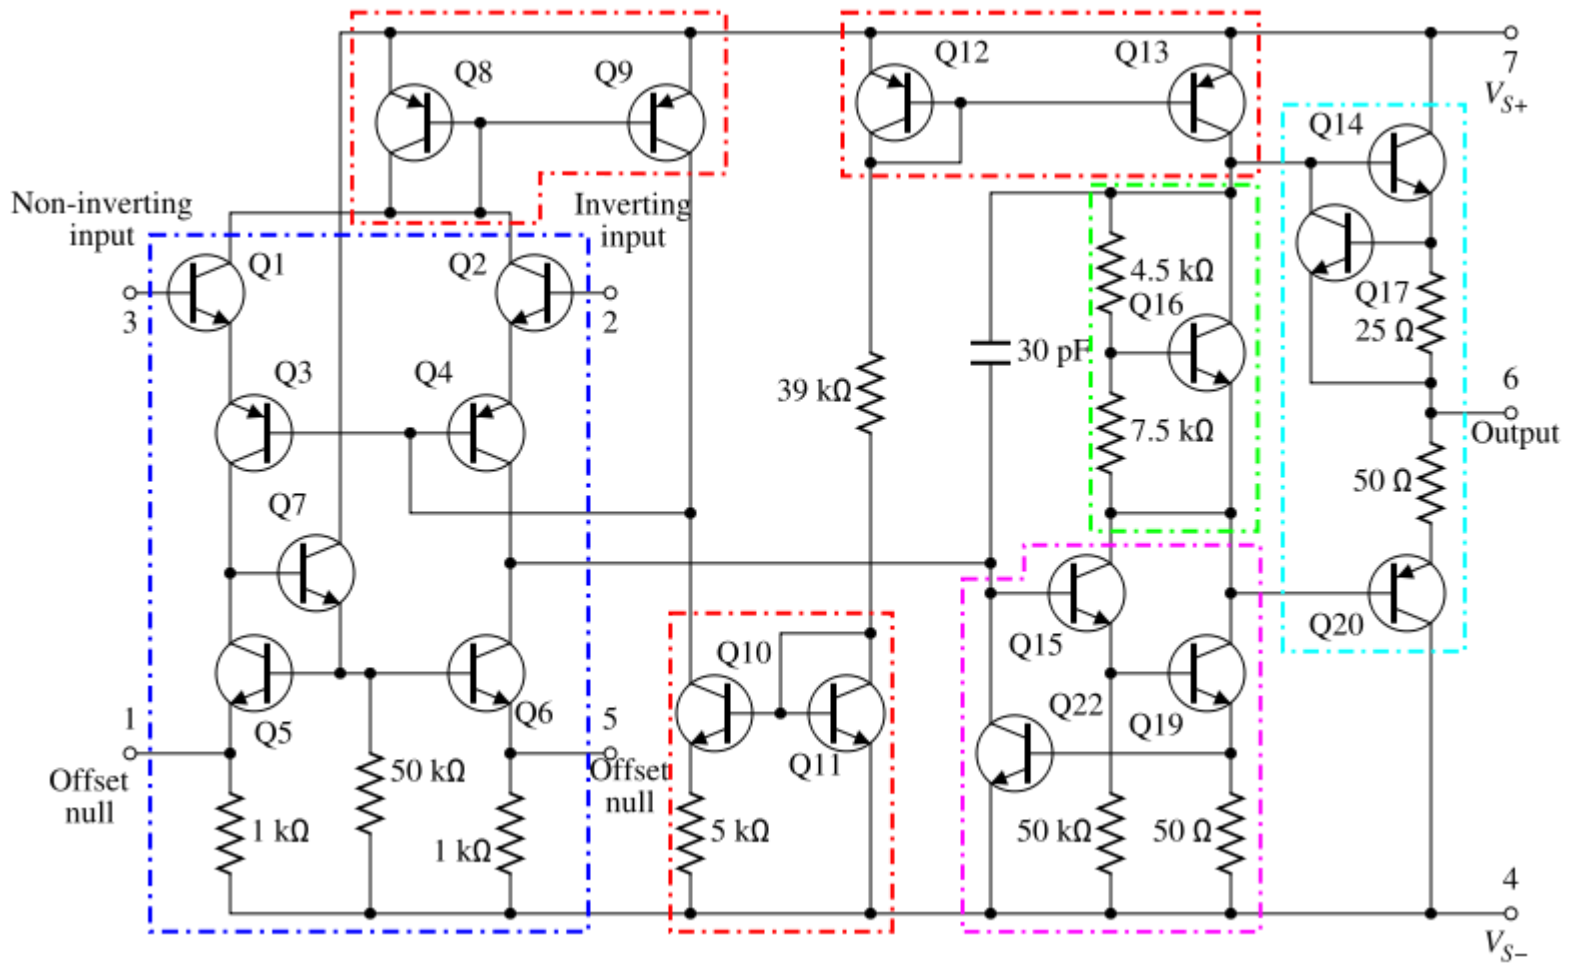 Q8
Q9
Q12
Q13
7
V_{S+}
Q14
Non-inverting
input
Inverting
input
Q1
Q2
3
2
4.5 kΩ
Q16
Q17
25 Ω
30 pF
Q3
Q4
39 kΩ
7.5 kΩ
6
Output
50 Ω
Q7
Q15
Q20
Q10
Q22
Q19
1
Q5
Q6
5
Q11
Offset
null
50 kΩ
Offset
null
1 kΩ
1 kΩ
5 kΩ
50 kΩ
50 Ω
4
V_{S−}